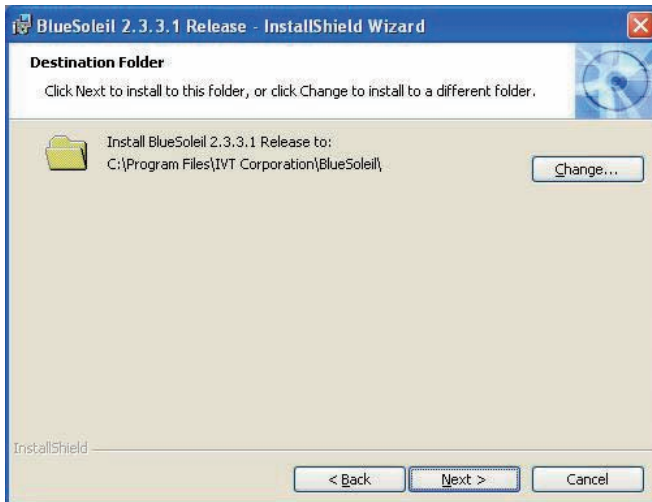 BlueSoleil 2.3.3.1 Release - InstallShield Wizard
Destination Folder
Click Next to install to this folder, or click Change to install to a different folder.
Install BlueSoleil 2.3.3.1 Release to:
C:\Program Files\IVT Corporation\BlueSoleil\
Change...
InstallShield
< Back
Next >
Cancel